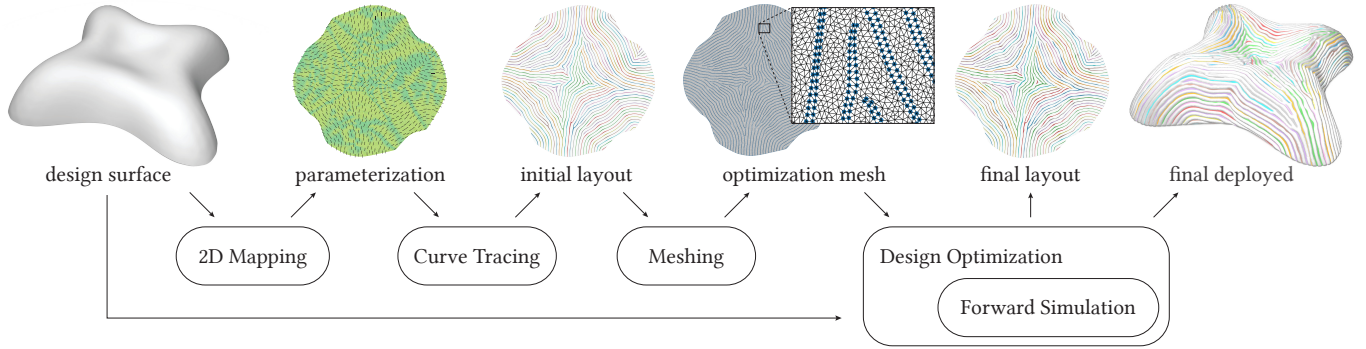 design surface
parameterization
initial layout
optimization mesh
final layout
final deployed
2D Mapping
Curve Tracing
Meshing
Design Optimization
Forward Simulation